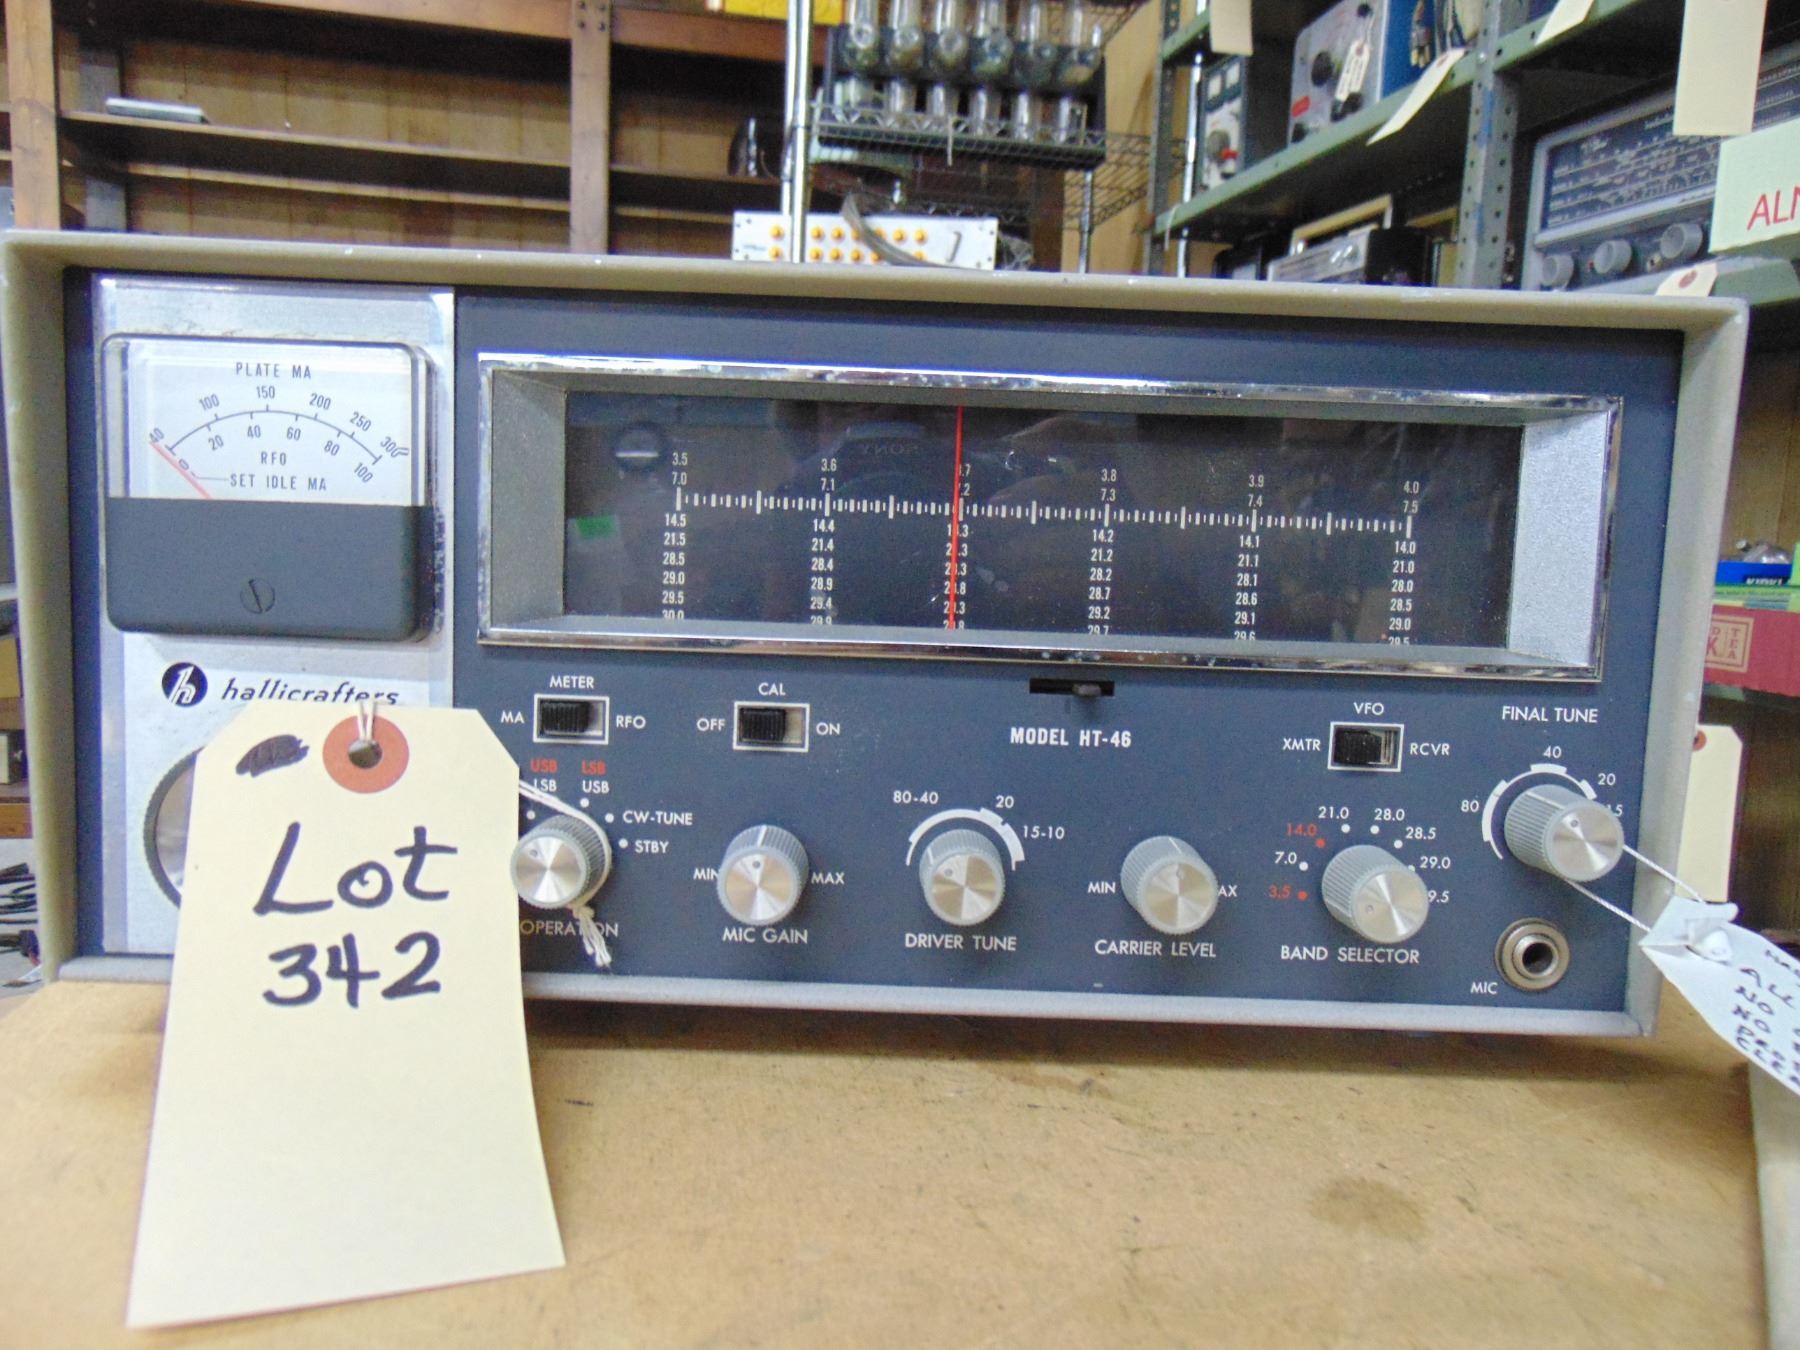 PLATE MA
100 150 200 250 300
40
20 40 60 80 100
0
RFO
SET IDLE MA
hallicrafters
3.5 3.6 3.8 3.9 4.0
7.0 7.1 7.3 7.4 7.5
14.5 14.4 14.2 14.1 14.0
21.5 21.4 21.2 21.1 21.0
28.5 28.4 28.2 28.1 28.0
29.0 28.9 28.7 28.6 28.5
29.5 29.4 29.2 29.1 29.0
30.0 29.9 29.7 29.6 29.5
METER
MA RFO
CAL
OFF ON
MODEL HT-46
VFO
XMTR RCVR
FINAL TUNE
80 40 20
USB LSB
LSB USB
CW-TUNE
STBY
OPERATION
MIN MAX
MIC GAIN
80-40 20 15-10
DRIVER TUNE
MIN
CARRIER LEVEL
3.5 7.0 14.0 21.0 28.0 28.5 29.0
BAND SELECTOR
MIC
Lot
342
ALL
NO
NO
TEA